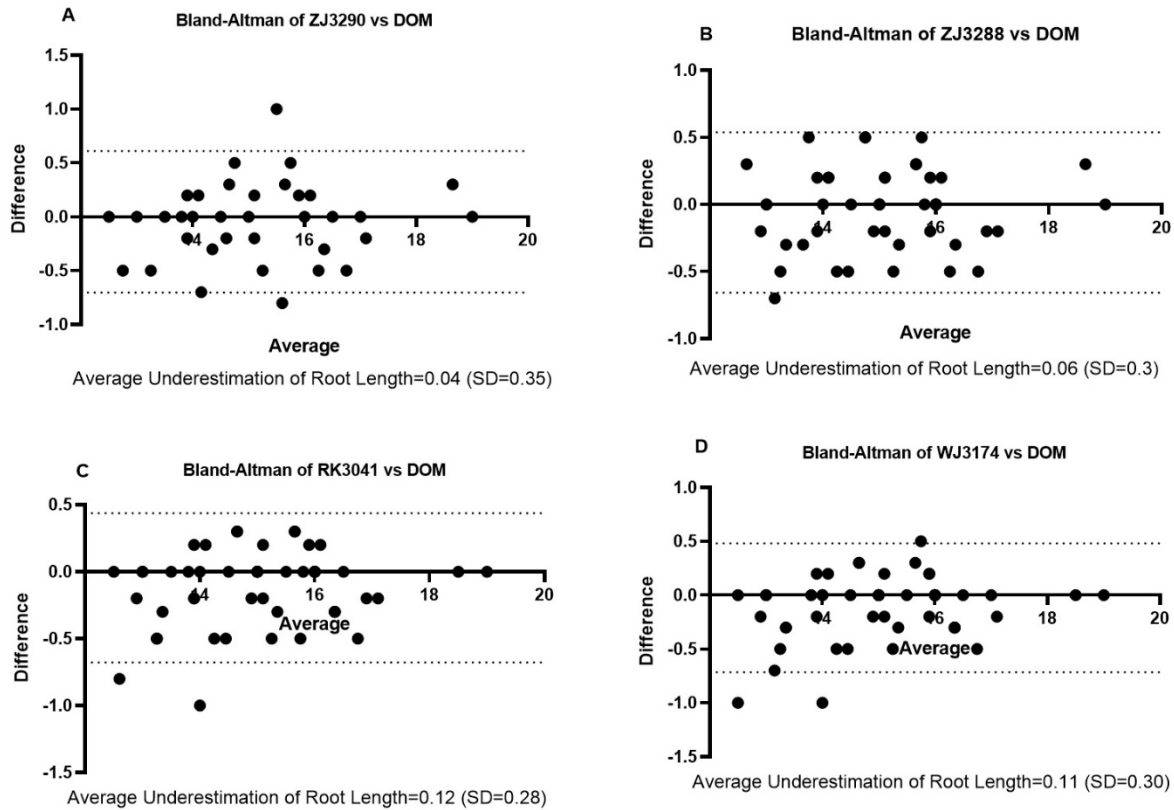 A
Bland-Altman of ZJ3290 vs DOM
1.5
1.0
0.5
0.0
-0.5
-1.0
14
16
Difference
Average
Average Underestimation of Root Length=0.04 (SD=0.35)
B
Bland-Altman of ZJ3288 vs DOM
1.0
0.5
0.0
-0.5
-1.0
14
16
18
20
Difference
Average
Average Underestimation of Root Length=0.06 (SD=0.3)
C
Bland-Altman of RK3041 vs DOM
0.5
0.0
-0.5
-1.0
-1.5
14
16
18
20
Difference
Average
Average Underestimation of Root Length=0.12 (SD=0.28)
D
Bland-Altman of WJ3174 vs DOM
1.0
0.5
0.0
-0.5
-1.0
-1.5
14
16
18
20
Difference
Average
Average Underestimation of Root Length=0.11 (SD=0.30)